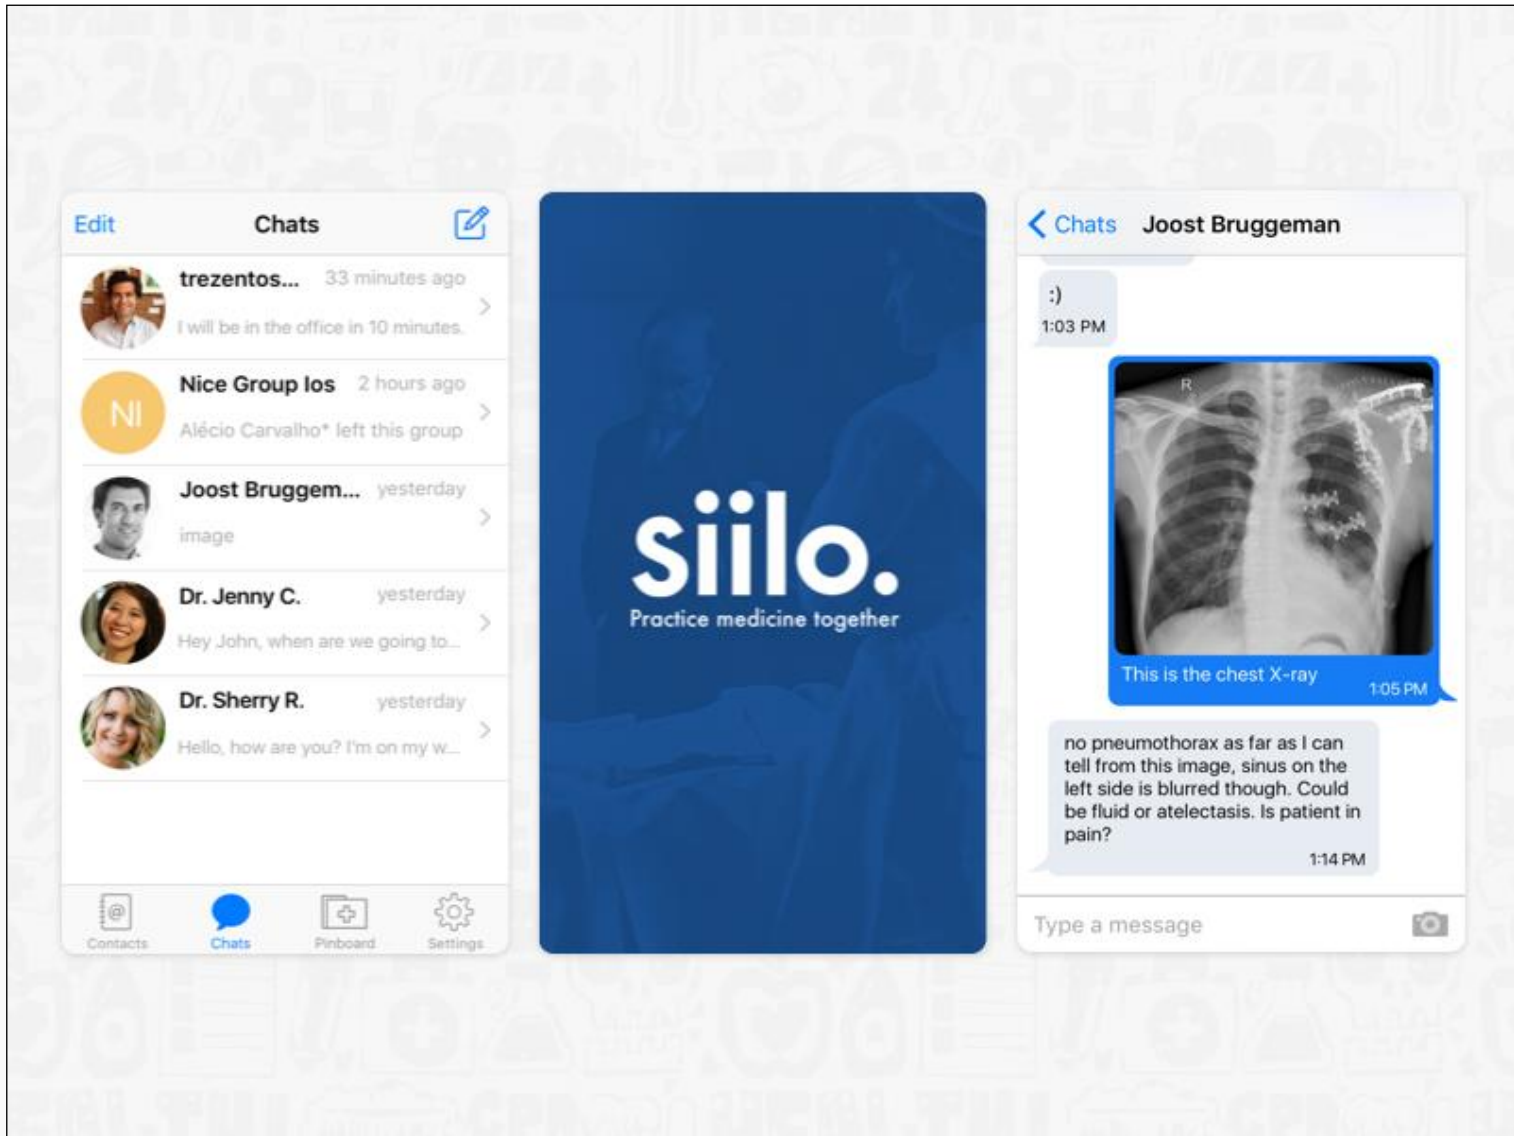 Edit
Chats
trezentos...
33 minutes ago
I will be in the office in 10 minutes.
NI
Nice Group Ios
2 hours ago
Alécio Carvalho* left this group
Joost Bruggem...
yesterday
image
Dr. Jenny C.
yesterday
Hey John, when are we going to...
Dr. Sherry R.
yesterday
Hello, how are you? I'm on my w...
Contacts
Chats
Pinboard
Settings
siilo.
Practice medicine together
Chats
Joost Bruggeman
:)
1:03 PM
R
This is the chest X-ray
1:05 PM
no pneumothorax as far as I can
tell from this image, sinus on the
left side is blurred though. Could
be fluid or atelectasis. Is patient in
pain?
1:14 PM
Type a message